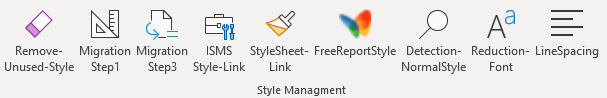 Remove-
Unused-Style
Migration
Step1
Migration
Step3
ISMS
Style-Link
StyleSheet-
Link
FreeReportStyle
Detection-
NormalStyle
Reduction-
Font
LineSpacing
Style Managment